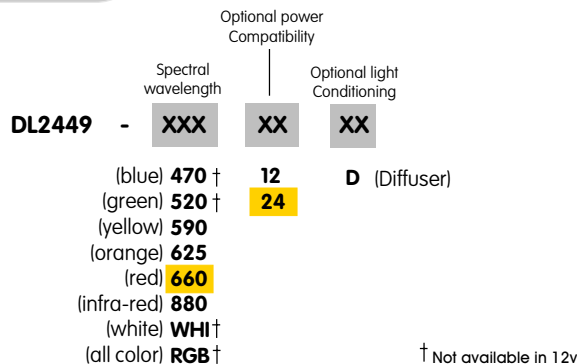 Optional power
Compatibility
Spectral
wavelength
Optional light
Conditioning
DL2449 - XXX XX XX
(blue) 470 † 12 D (Diffuser)
(green) 520 † 24
(yellow) 590
(orange) 625
(red) 660
(infra-red) 880
(white) WHI†
(all color) RGB†
† Not available in 12v